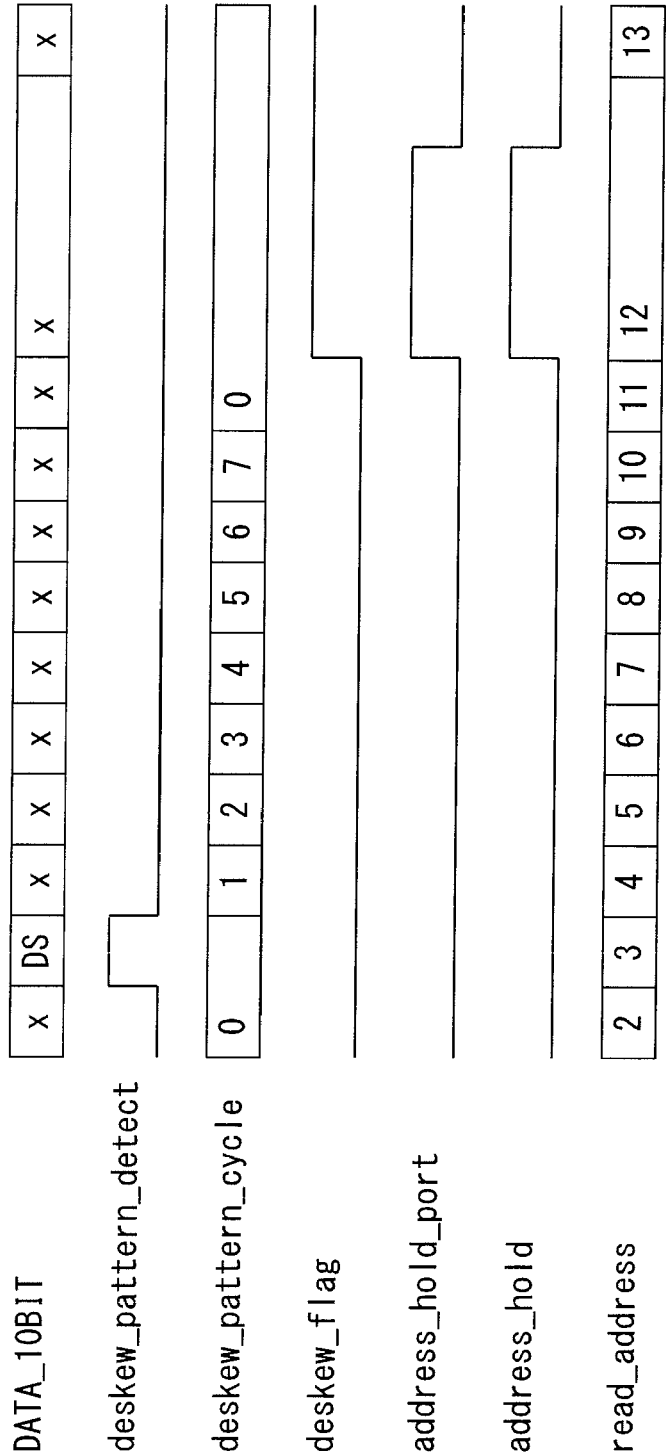 DATA_10BIT X DS X X X X X X X X X X
deskew_pattern_detect
deskew_pattern_cycle 0 1 2 3 4 5 6 7 0
deskew_flag
address_hold_port
address_hold
read_address 2 3 4 5 6 7 8 9 10 11 12 13